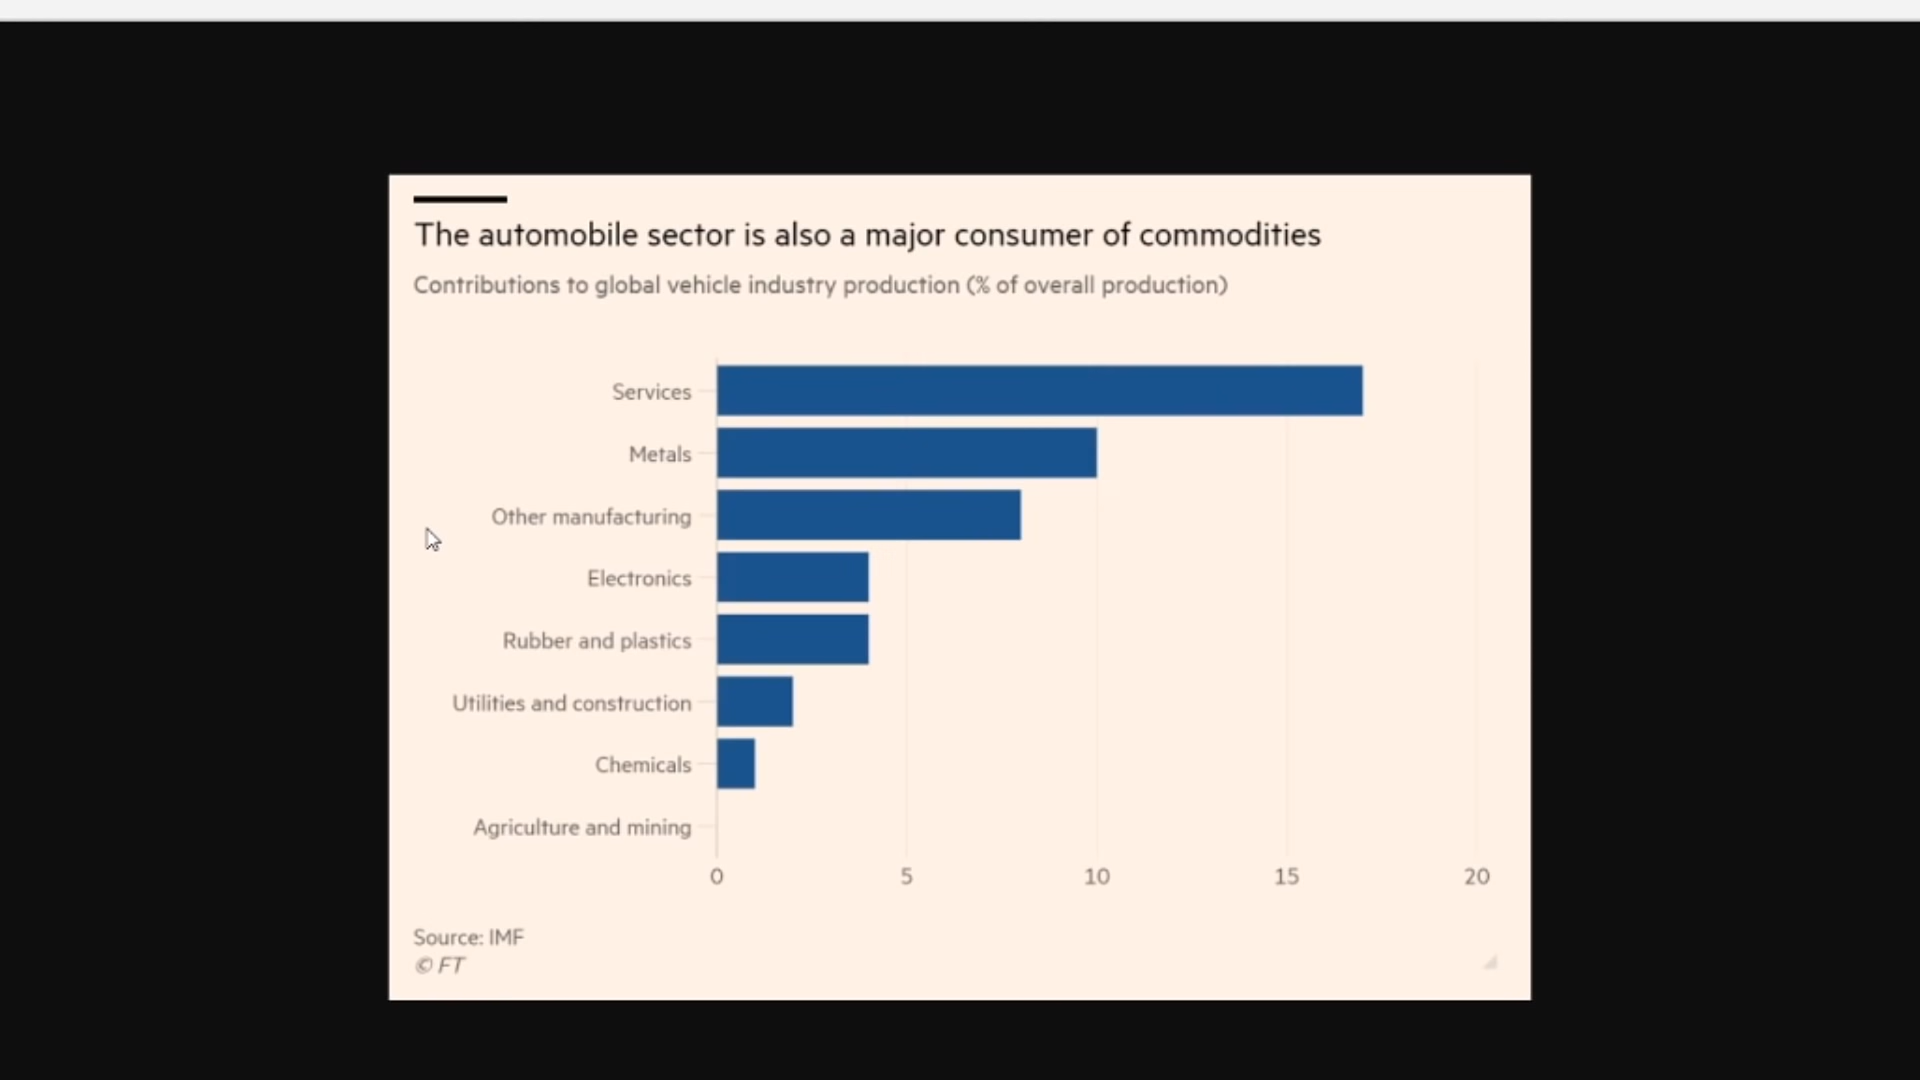 The automobile sector is also a major consumer of commodities
Contributions to global vehicle industry production (% of overall production)
Services
Metals
Other manufacturing
Electronics
Rubber and plastics
Utilities and construction
Chemicals
Agriculture and mining
0 5 10 15 20
Source: IMF
© FT